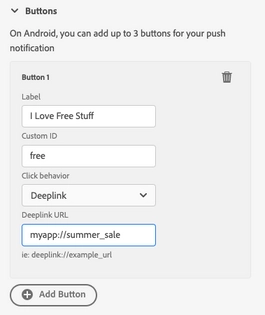 Buttons
On Android, you can add up to 3 buttons for your push
notification
Button 1
Label
I Love Free Stuff
Custom ID
free
Click behavior
Deeplink
Deeplink URL
myapp://summer_sale
ie: deeplink://example_url
Add Button